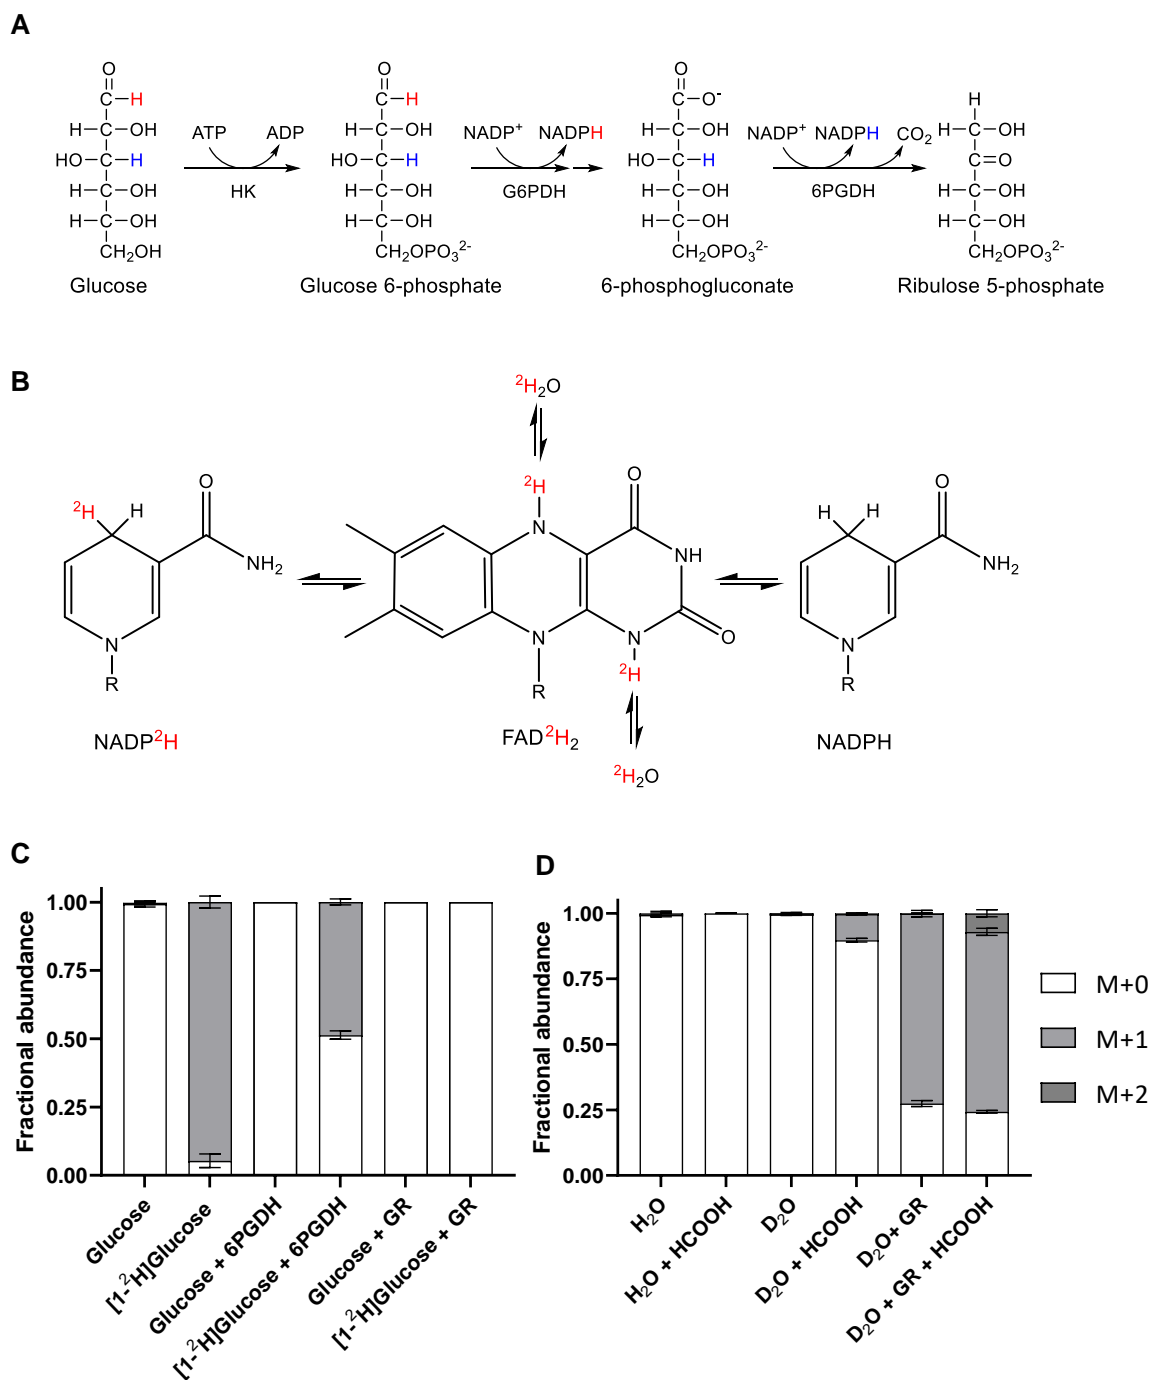 A
O
C H
H C OH
HO C H
H C OH
H C OH
CH₂OH
Glucose
ATP ADP
HK
O
C H
H C OH
HO C H
H C OH
H C OH
CH₂OPO₃²⁻
Glucose 6-phosphate
NADP⁺ NADPH
G6PDH
O
C O⁻
H C OH
HO C H
H C OH
H C OH
CH₂OPO₃²⁻
6-phosphogluconate
NADP⁺ NADPH CO₂
6PGDH
H
H C OH
C O
H C OH
H C OH
CH₂OPO₃²⁻
Ribulose 5-phosphate
B
²H₂O
²H H
O
NH₂
N
R
NADP²H
²H
N
O
NH
O
N
N
²H
R
FAD²H₂
²H₂O
H H
O
NH₂
N
R
NADPH
C
Fractional abundance
1.00
0.75
0.50
0.25
0.00
Glucose
[1-²H]Glucose
Glucose + 6PGDH
[1-²H]Glucose + 6PGDH
Glucose + GR
[1-²H]Glucose + GR
D
Fractional abundance
1.00
0.75
0.50
0.25
0.00
H₂O
H₂O + HCOOH
D₂O
D₂O + HCOOH
D₂O+ GR
D₂O + GR + HCOOH
M+0
M+1
M+2